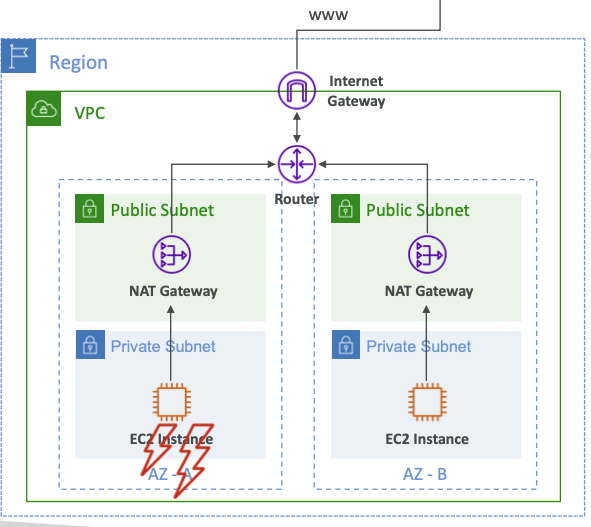 www
Region
Internet
Gateway
VPC
Router
Public Subnet
Public Subnet
NAT Gateway
NAT Gateway
Private Subnet
Private Subnet
EC2 Instance
EC2 Instance
AZ - A
AZ - B